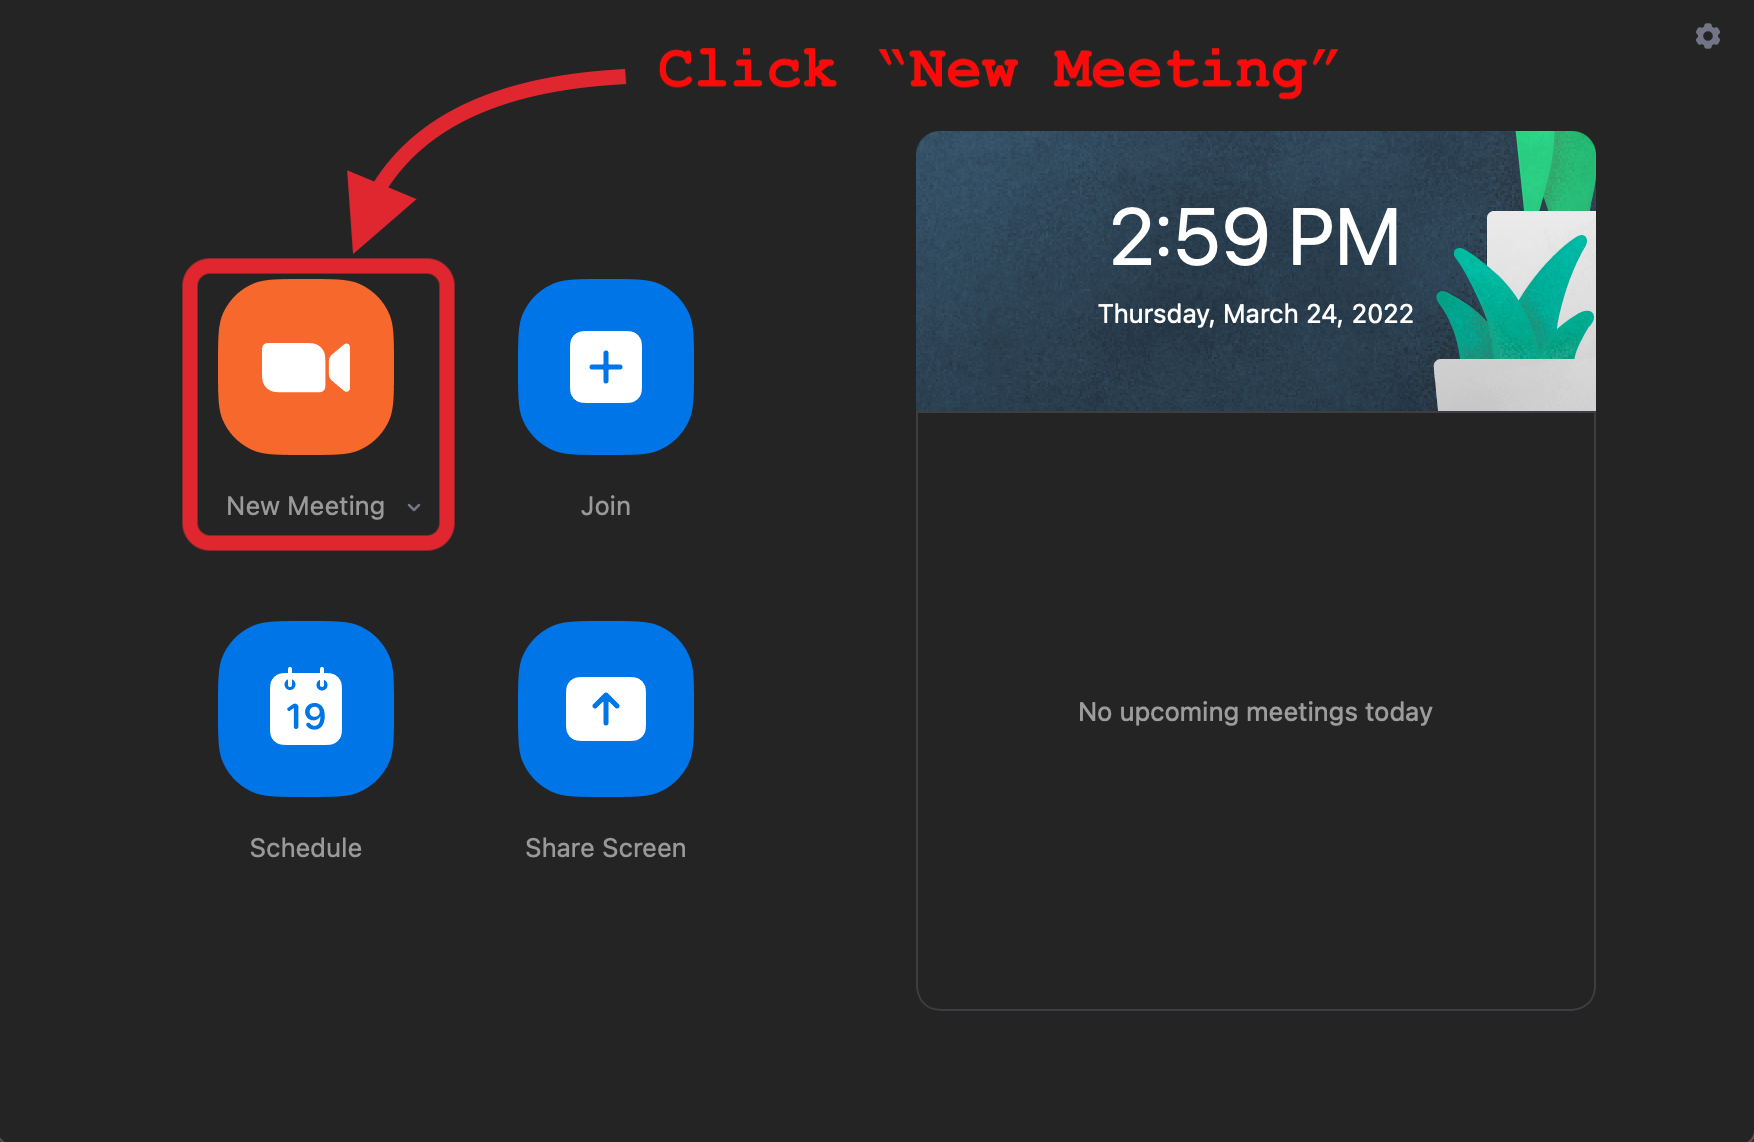 Click “New Meeting”
2:59 PM
Thursday, March 24, 2022
New Meeting
Join
19
Schedule
Share Screen
No upcoming meetings today